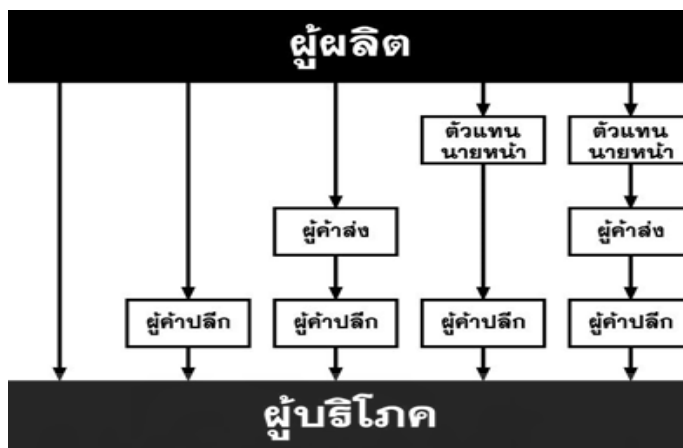 ผู้ผลิต
ตัวแทน
นายหน้า
ตัวแทน
นายหน้า
ผู้ค้าส่ง
ผู้ค้าส่ง
ผู้ค้าปลีก
ผู้ค้าปลีก
ผู้ค้าปลีก
ผู้ค้าปลีก
ผู้บริโภค